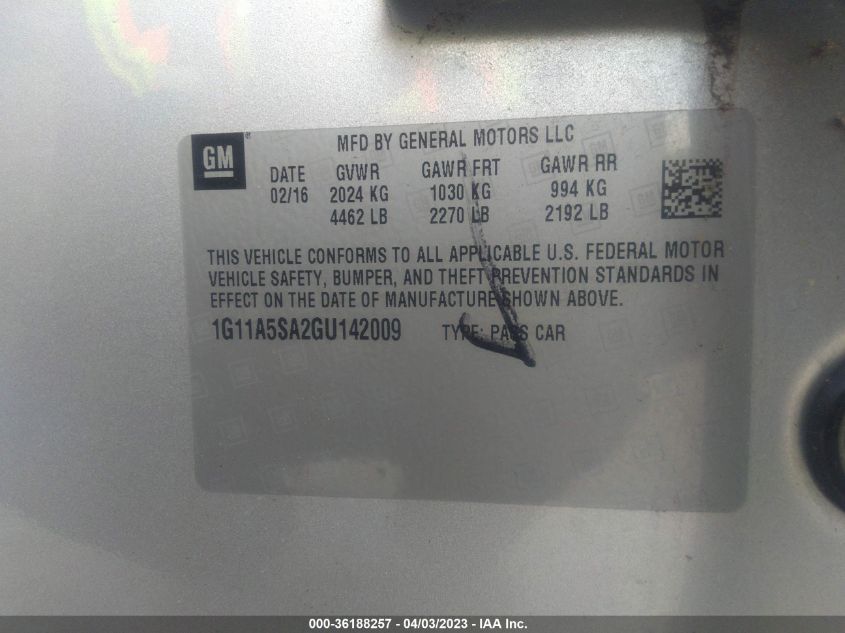 MFD BY GENERAL MOTORS LLC
GM
DATE GVWR GAWR FRT GAWR RR
02/16 2024 KG 1030 KG 994 KG
4462 LB 2270 LB 2192 LB
THIS VEHICLE CONFORMS TO ALL APPLICABLE U.S. FEDERAL MOTOR
VEHICLE SAFETY, BUMPER, AND THEFT PREVENTION STANDARDS IN
EFFECT ON THE DATE OF MANUFACTURE SHOWN ABOVE.
1G11A5SA2GU142009 TYPE: PASS CAR
000-36188257 - 04/03/2023 - IAA Inc.